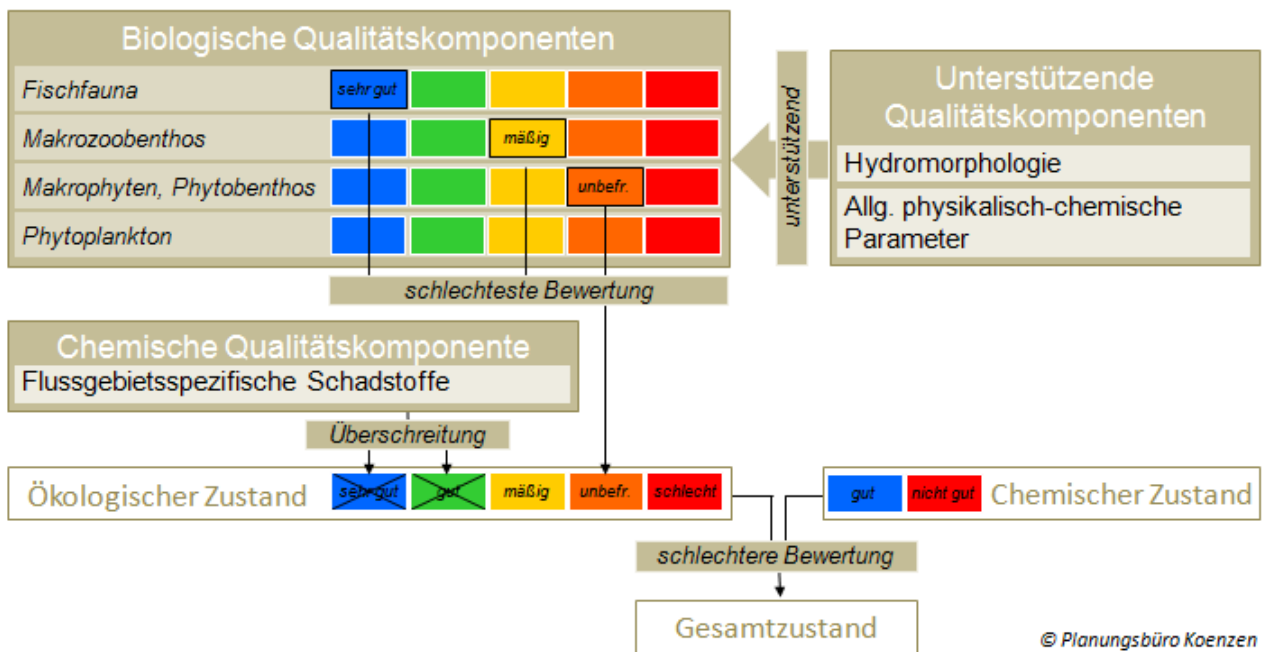 Biologische Qualitätskomponenten
Fischfauna
sehr gut
Makrozoobenthos
mäßig
Makrophyten, Phytobenthos
unbefr.
Phytoplankton
schlechteste Bewertung
unterstützend
Unterstützende
Qualitätskomponenten
Hydromorphologie
Allg. physikalisch-chemische
Parameter
Chemische Qualitätskomponente
Flussgebietsspezifische Schadstoffe
Überschreitung
Ökologischer Zustand
sehr gut
gut
mäßig
unbefr.
schlecht
gut
nicht gut
Chemischer Zustand
schlechtere Bewertung
Gesamtzustand
© Planungsbüro Koenzen